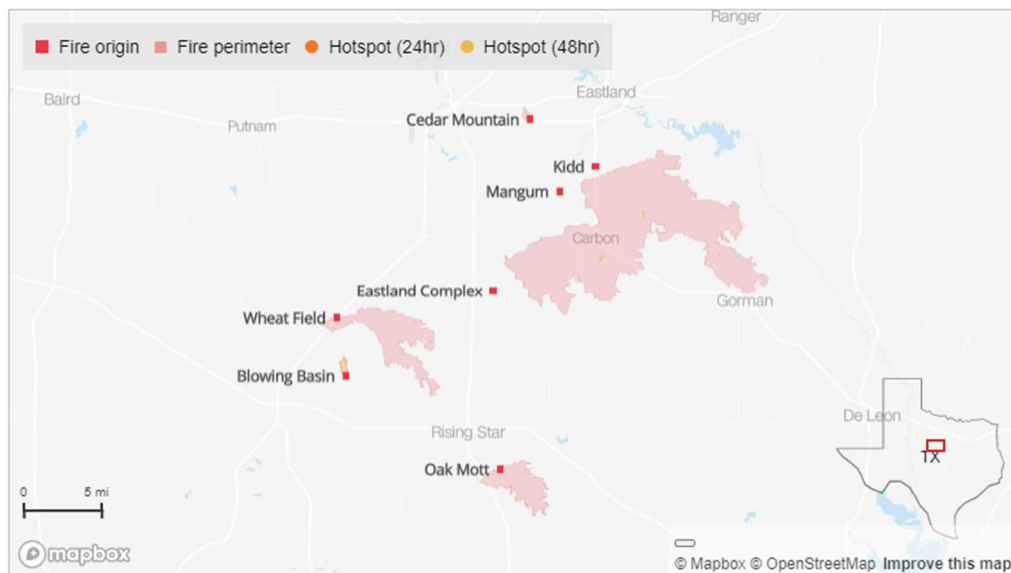 Ranger
Fire origin Fire perimeter Hotspot (24hr) Hotspot (48hr)
Eastland
Baird
Cedar Mountain
Putnam
Kidd
Mangum
Carbon
Eastland Complex
Gorman
Wheat Field
Blowing Basin
De Leon
Rising Star
TX
Oak Mott
0 5 mi
mapbox
© Mapbox © OpenStreetMap Improve this map